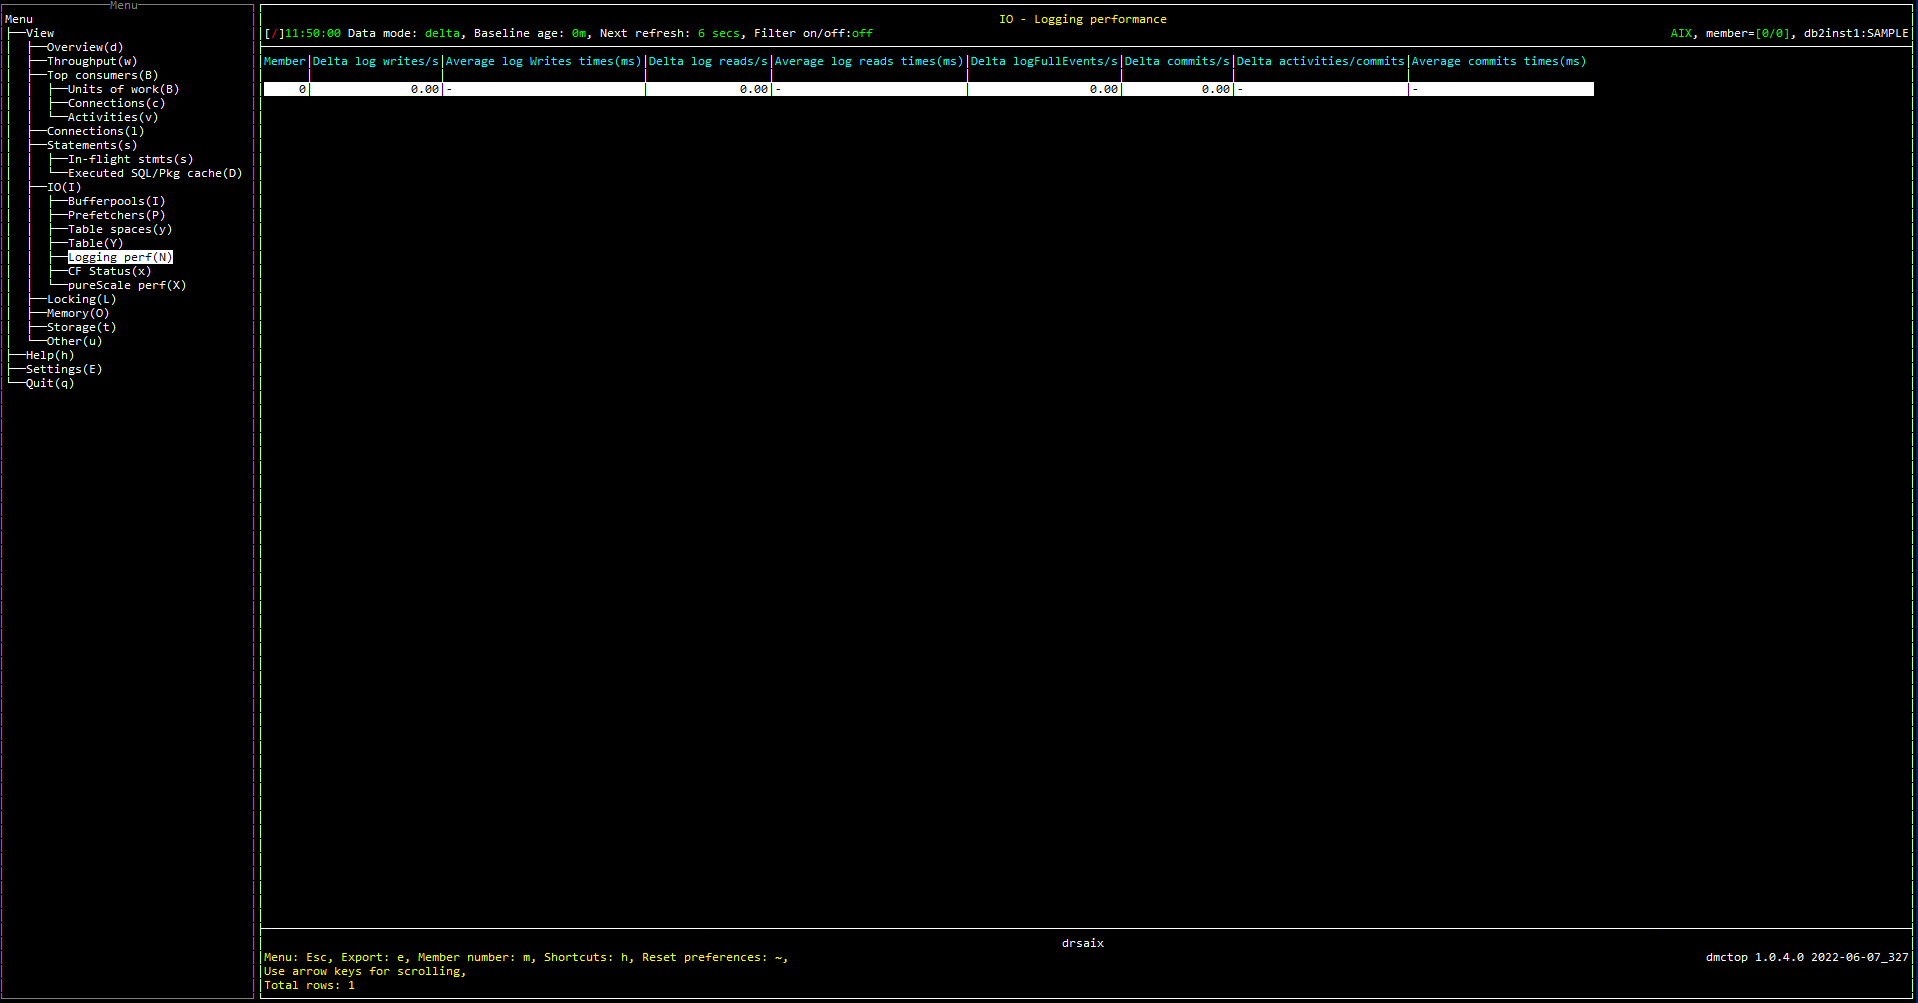 Menu
Menu
View
Overview(d)
Throughput(w)
Top consumers(B)
Units of work(B)
Connections(c)
Activities(v)
Connections(l)
Statements(s)
In-flight stmts(s)
Executed SQL/Pkg cache(D)
IO(I)
Bufferpools(I)
Prefetchers(P)
Table spaces(y)
Table(Y)
Logging perf(N)
CF Status(x)
pureScale perf(X)
Locking(L)
Memory(O)
Storage(t)
Other(u)
Help(h)
Settings(E)
Quit(q)
IO - Logging performance
[/]11:50:00 Data mode: delta, Baseline age: 0m, Next refresh: 6 secs, Filter on/off:off AIX, member=[0/0], db2inst1:SAMPLE
Member|Delta log writes/s|Average log Writes times(ms)|Delta log reads/s|Average log reads times(ms)|Delta logFullEvents/s|Delta commits/s|Delta activities/commits|Average commits times(ms)
0| 0.00|-| 0.00|-| 0.00| 0.00|-|-
drsaix
Menu: Esc, Export: e, Member number: m, Shortcuts: h, Reset preferences: ~, dmctop 1.0.4.0 2022-06-07_327
Use arrow keys for scrolling,
Total rows: 1